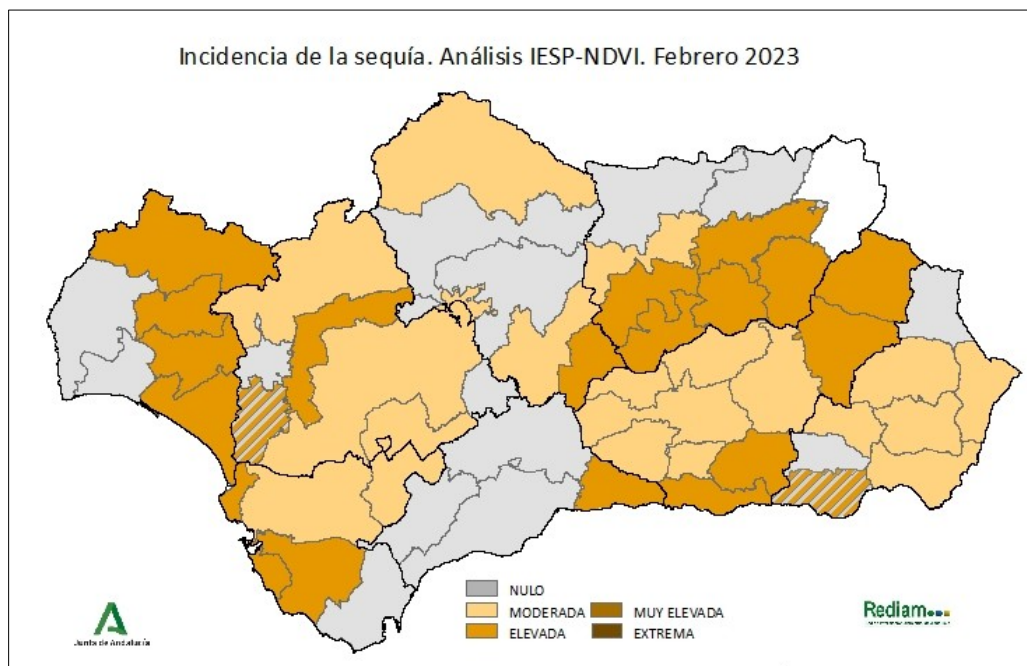 Incidencia de la sequía. Análisis IESP-NDVI. Febrero 2023
NULO
MODERADA
MUY ELEVADA
ELEVADA
EXTREMA
Junta de Andalucía
Rediam